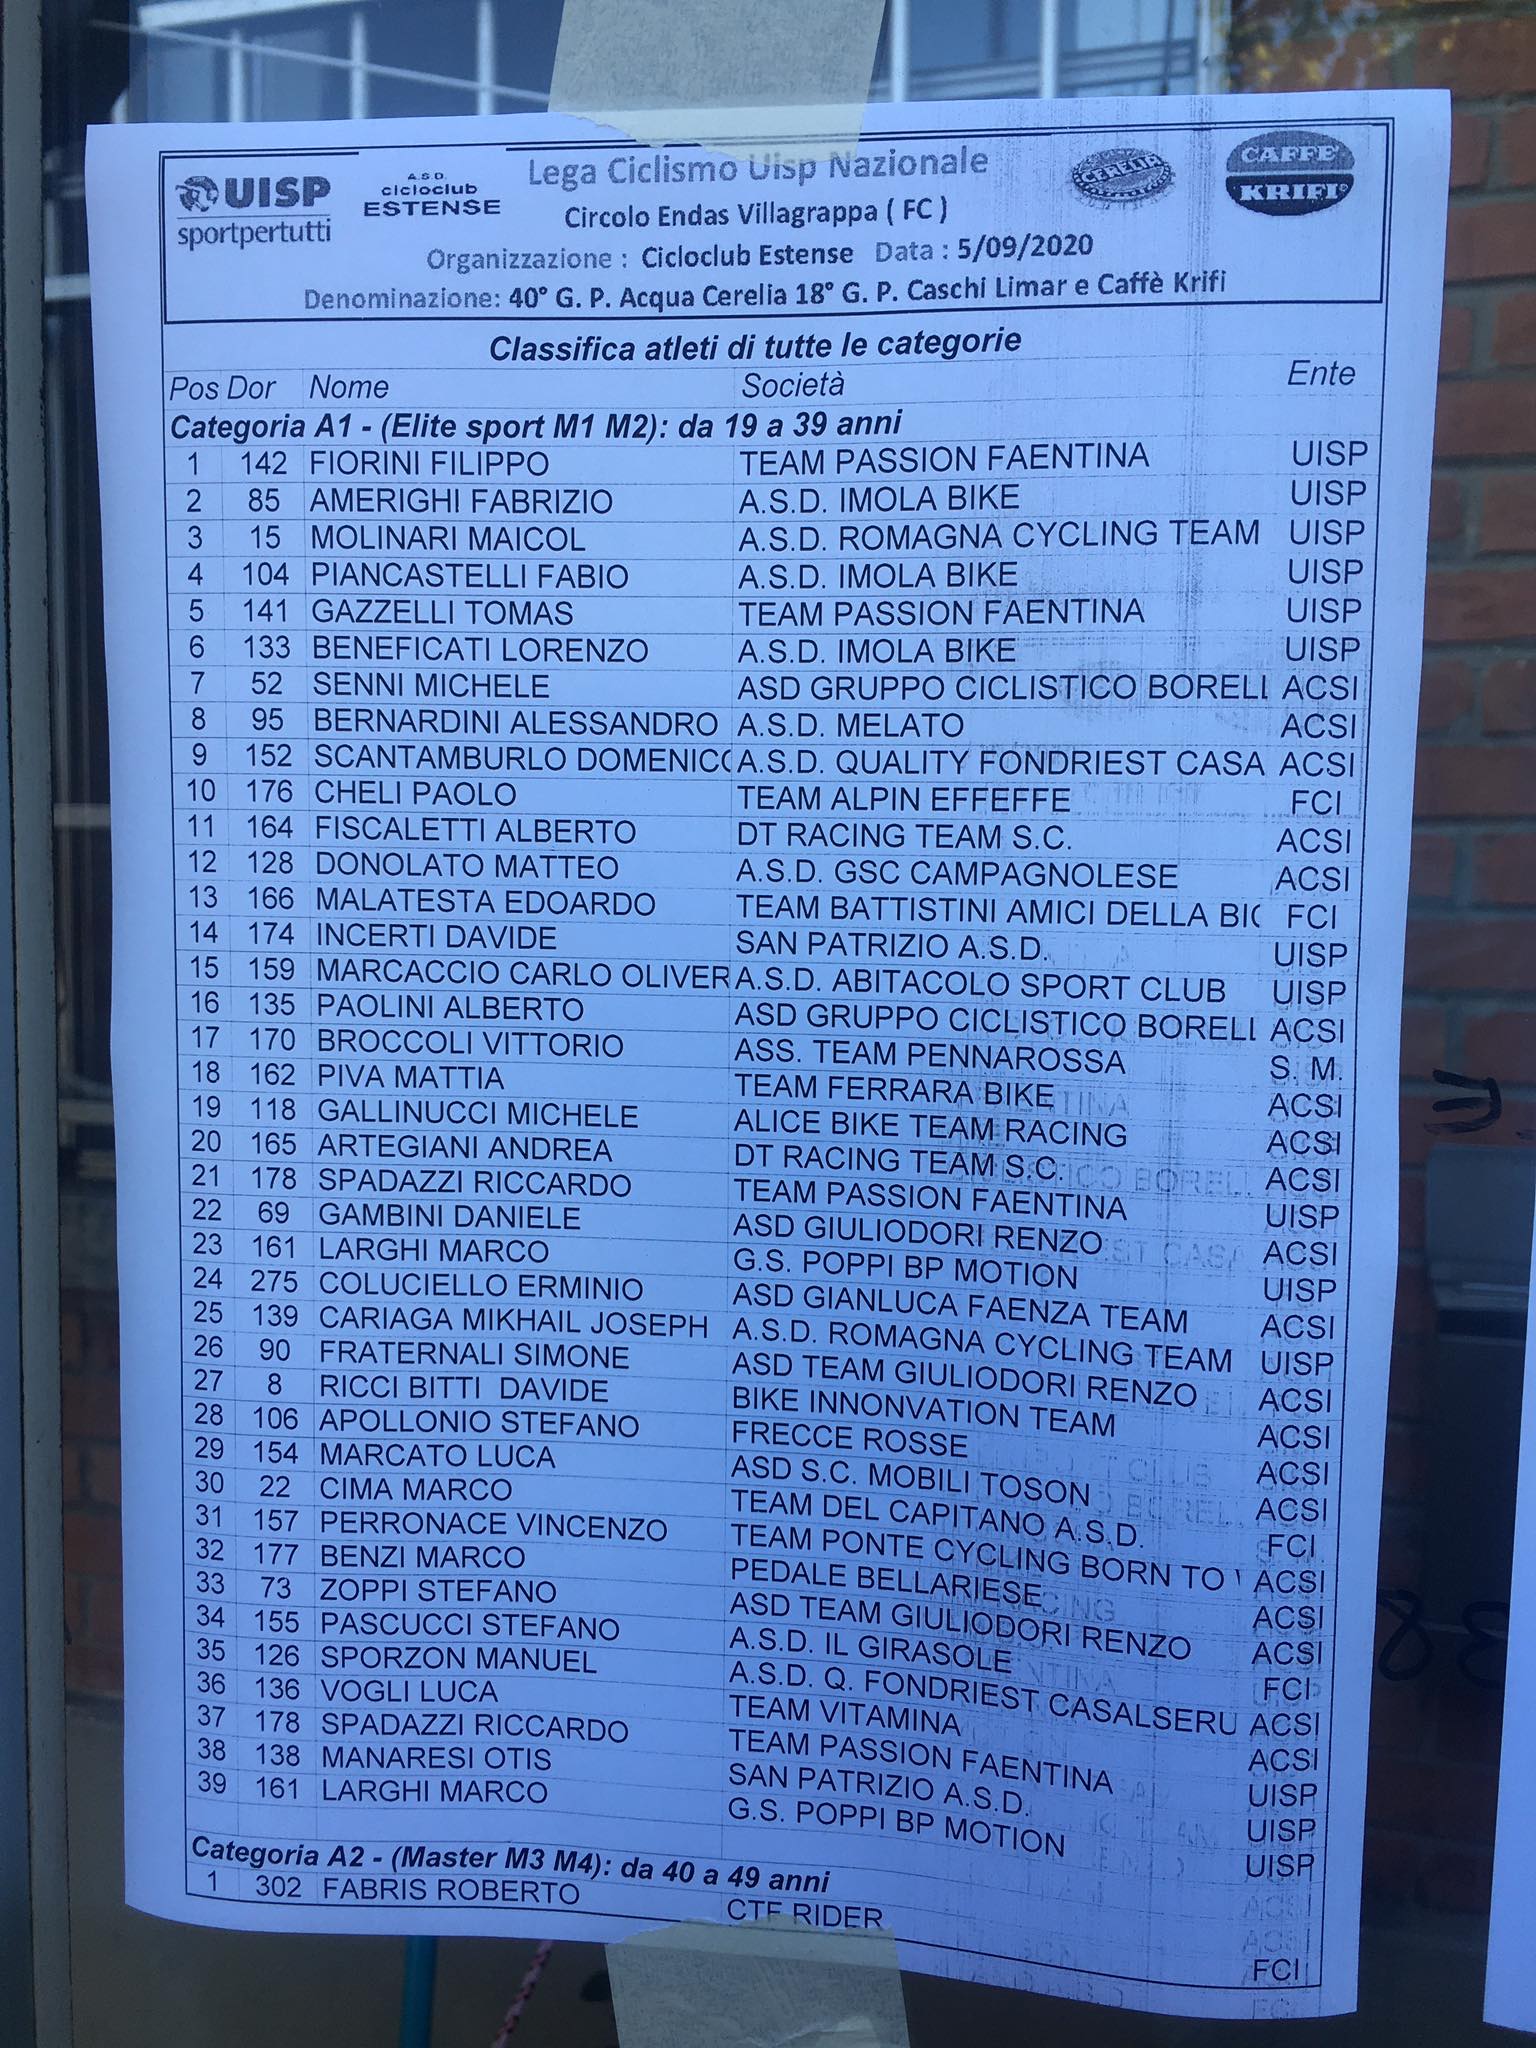 UISP
sportpertutti
A.S.D.
cicloclub
ESTENSE
Lega Ciclismo Uisp Nazionale
CERELIA
CAFFE
KRIFI
Circolo Endas Villagrappa ( FC )
Organizzazione : Cicloclub Estense Data : 5/09/2020
Denominazione: 40° G. P. Acqua Cerelia 18° G. P. Caschi Limar e Caffè Krifi
Classifica atleti di tutte le categorie
Pos Dor Nome Società Ente
Categoria A1 - (Elite sport M1 M2): da 19 a 39 anni
1 142 FIORINI FILIPPO TEAM PASSION FAENTINA UISP
2 85 AMERIGHI FABRIZIO A.S.D. IMOLA BIKE UISP
3 15 MOLINARI MAICOL A.S.D. ROMAGNA CYCLING TEAM UISP
4 104 PIANCASTELLI FABIO A.S.D. IMOLA BIKE UISP
5 141 GAZZELLI TOMAS TEAM PASSION FAENTINA UISP
6 133 BENEFICATI LORENZO A.S.D. IMOLA BIKE UISP
7 52 SENNI MICHELE ASD GRUPPO CICLISTICO BORELL ACSI
8 95 BERNARDINI ALESSANDRO A.S.D. MELATO ACSI
9 152 SCANTAMBURLO DOMENICO A.S.D. QUALITY FONDRIEST CASA ACSI
10 176 CHELI PAOLO TEAM ALPIN EFFEFFE FCI
11 164 FISCALETTI ALBERTO DT RACING TEAM S.C. ACSI
12 128 DONOLATO MATTEO A.S.D. GSC CAMPAGNOLESE ACSI
13 166 MALATESTA EDOARDO TEAM BATTISTINI AMICI DELLA BIC FCI
14 174 INCERTI DAVIDE SAN PATRIZIO A.S.D. UISP
15 159 MARCACCIO CARLO OLIVER A.S.D. ABITACOLO SPORT CLUB UISP
16 135 PAOLINI ALBERTO ASD GRUPPO CICLISTICO BORELL ACSI
17 170 BROCCOLI VITTORIO ASS. TEAM PENNAROSSA S. M.
18 162 PIVA MATTIA TEAM FERRARA BIKE ACSI
19 118 GALLINUCCI MICHELE ALICE BIKE TEAM RACING ACSI
20 165 ARTEGIANI ANDREA DT RACING TEAM S.C. ACSI
21 178 SPADAZZI RICCARDO TEAM PASSION FAENTINA UISP
22 69 GAMBINI DANIELE ASD GIULIODORI RENZO ACSI
23 161 LARGHI MARCO G.S. POPPI BP MOTION UISP
24 275 COLUCIELLO ERMINIO ASD GIANLUCA FAENZA TEAM ACSI
25 139 CARIAGA MIKHAIL JOSEPH A.S.D. ROMAGNA CYCLING TEAM UISP
26 90 FRATERNALI SIMONE ASD TEAM GIULIODORI RENZO ACSI
27 8 RICCI BITTI DAVIDE BIKE INNONVATION TEAM ACSI
28 106 APOLLONIO STEFANO FRECCE ROSSE ACSI
29 154 MARCATO LUCA ASD S.C. MOBILI TOSON ACSI
30 22 CIMA MARCO TEAM DEL CAPITANO A.S.D. FCI
31 157 PERRONACE VINCENZO TEAM PONTE CYCLING BORN TO ACSI
32 177 BENZI MARCO PEDALE BELLARIESE ACSI
33 73 ZOPPI STEFANO ASD TEAM GIULIODORI RENZO ACSI
34 155 PASCUCCI STEFANO A.S.D. IL GIRASOLE FCI
35 126 SPORZON MANUEL A.S.D. Q. FONDRIEST CASALSERU ACSI
36 136 VOGLI LUCA TEAM VITAMINA ACSI
37 178 SPADAZZI RICCARDO TEAM PASSION FAENTINA UISP
38 138 MANARESI OTIS SAN PATRIZIO A.S.D. UISP
39 161 LARGHI MARCO G.S. POPPI BP MOTION UISP
Categoria A2 - (Master M3 M4): da 40 a 49 anni
1 302 FABRIS ROBERTO CTF RIDER FCI